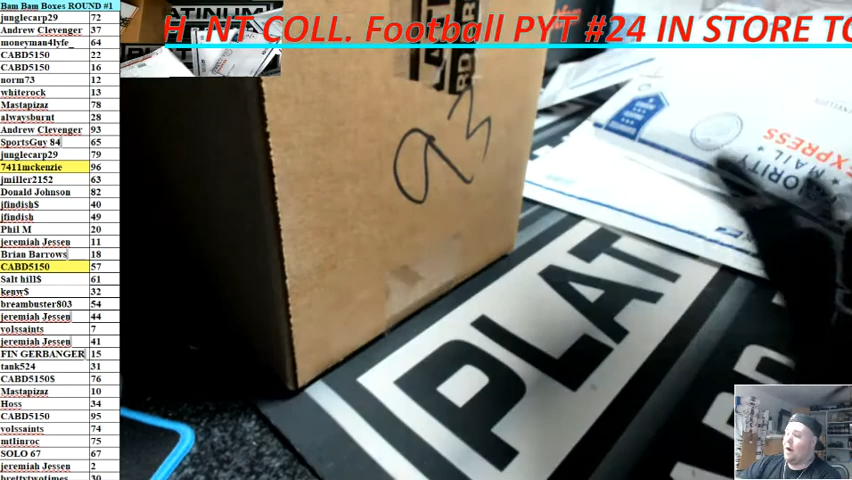 Bam Bam Boxes ROUND #1
junglecarp29 72
Andrew Clevenger 37
moneyman4lyfe_ 64
CABD5150 22
CABD5150 16
norm73 12
whiterock 13
Mastapizaz 78
alwaysburnt 28
Andrew Clevenger 93
SportsGuy 84 65
junglecarp29 79
7411mckenzie 96
jmiller2152 63
Donald Johnson 82
jfindish$ 40
jfindish 49
Phil M 20
jeremiah Jessen 11
Brian Barrows 18
CABD5150 57
Salt hill$ 61
kenw$ 32
breambuster803 54
jeremiah Jessen 44
volssaints 7
jeremiah Jessen 41
FIN GERBANGER 15
tank524 31
CABD5150$ 76
Mastapizaz 10
Hoss 34
CABD5150 95
volssaints 74
mtlinroc 75
SOLO 67 67
jeremiah Jessen 2
brettytwotimes 30
H NT COLL. Football PYT #24 IN STORE TO
PLATINUM
93
PRIORITY
MAIL
EXPRESS
PLAT